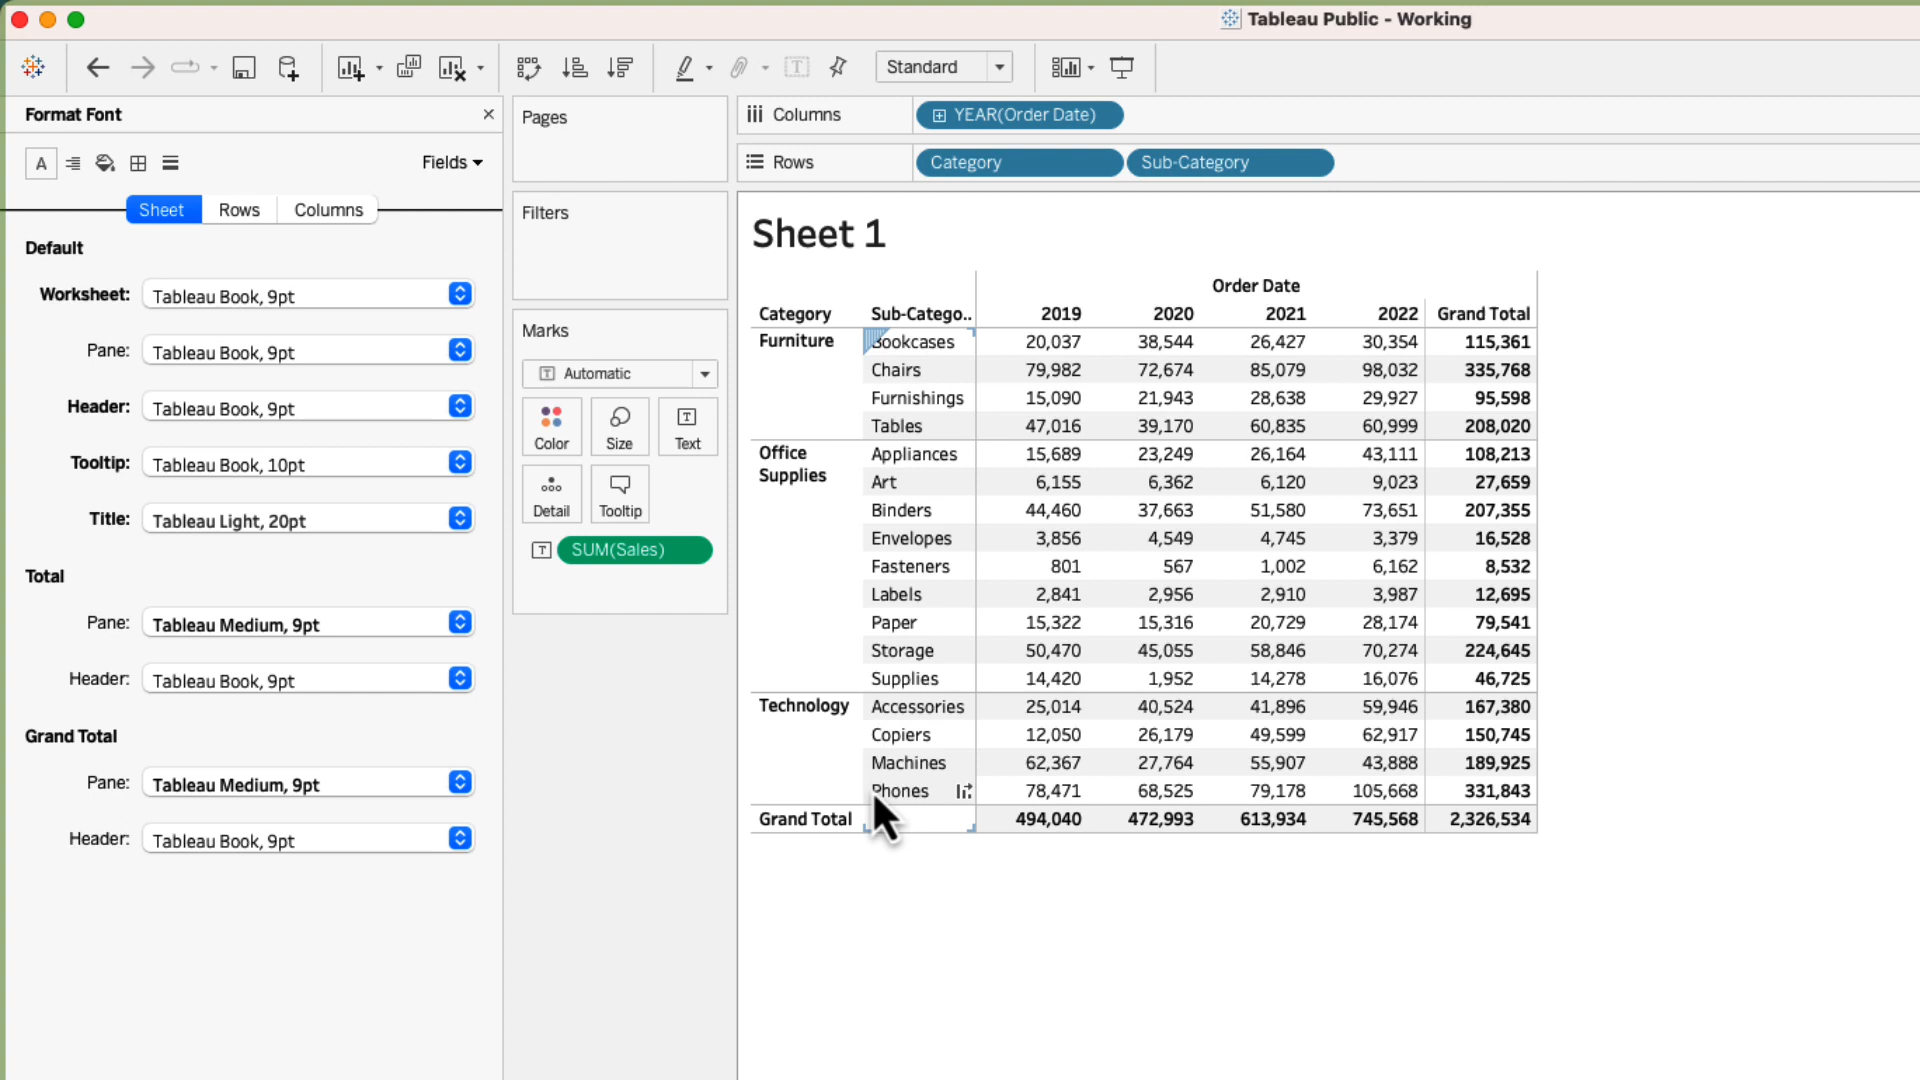 Tableau Public - Working
Standard
Format Font
Fields
Sheet Rows Columns
Default
Worksheet: Tableau Book, 9pt
Pane: Tableau Book, 9pt
Header: Tableau Book, 9pt
Tooltip: Tableau Book, 10pt
Title: Tableau Light, 20pt
Total
Pane: Tableau Medium, 9pt
Header: Tableau Book, 9pt
Grand Total
Pane: Tableau Medium, 9pt
Header: Tableau Book, 9pt
Pages
Filters
Marks
Automatic
Color Size Text
Detail Tooltip
SUM(Sales)
Columns YEAR(Order Date)
Rows Category Sub-Category
Sheet 1
Order Date
Category Sub-Catego.. 2019 2020 2021 2022 Grand Total
Furniture Bookcases 20,037 38,544 26,427 30,354 115,361
Chairs 79,982 72,674 85,079 98,032 335,768
Furnishings 15,090 21,943 28,638 29,927 95,598
Tables 47,016 39,170 60,835 60,999 208,020
Office Supplies Appliances 15,689 23,249 26,164 43,111 108,213
Art 6,155 6,362 6,120 9,023 27,659
Binders 44,460 37,663 51,580 73,651 207,355
Envelopes 3,856 4,549 4,745 3,379 16,528
Fasteners 801 567 1,002 6,162 8,532
Labels 2,841 2,956 2,910 3,987 12,695
Paper 15,322 15,316 20,729 28,174 79,541
Storage 50,470 45,055 58,846 70,274 224,645
Supplies 14,420 1,952 14,278 16,076 46,725
Technology Accessories 25,014 40,524 41,896 59,946 167,380
Copiers 12,050 26,179 49,599 62,917 150,745
Machines 62,367 27,764 55,907 43,888 189,925
Phones 78,471 68,525 79,178 105,668 331,843
Grand Total 494,040 472,993 613,934 745,568 2,326,534